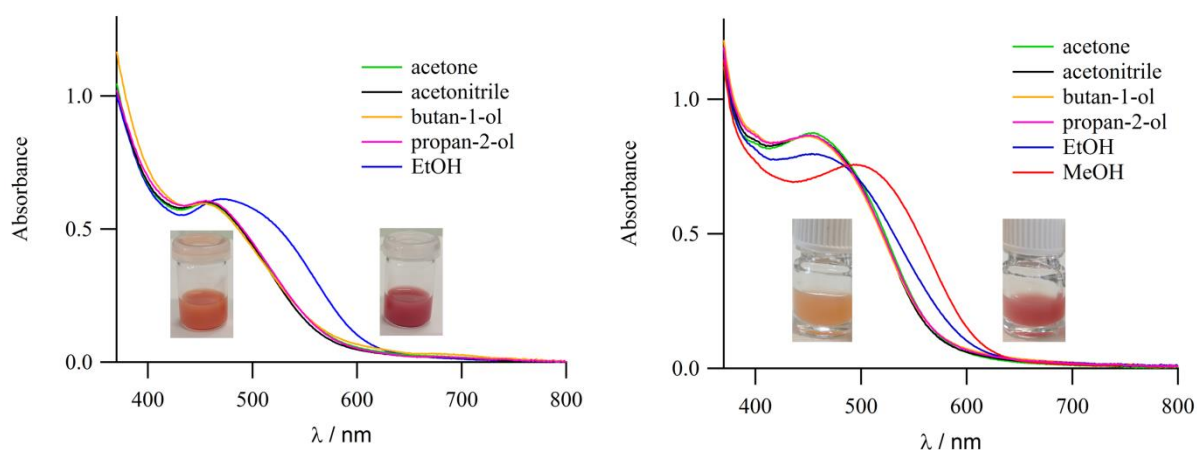 acetone
acetonitrile
butan-1-ol
propan-2-ol
EtOH
1.0
0.5
0.0
Absorbance
400 500 600 700 800
λ / nm
acetone
acetonitrile
butan-1-ol
propan-2-ol
EtOH
MeOH
1.0
0.5
0.0
Absorbance
400 500 600 700 800
λ / nm